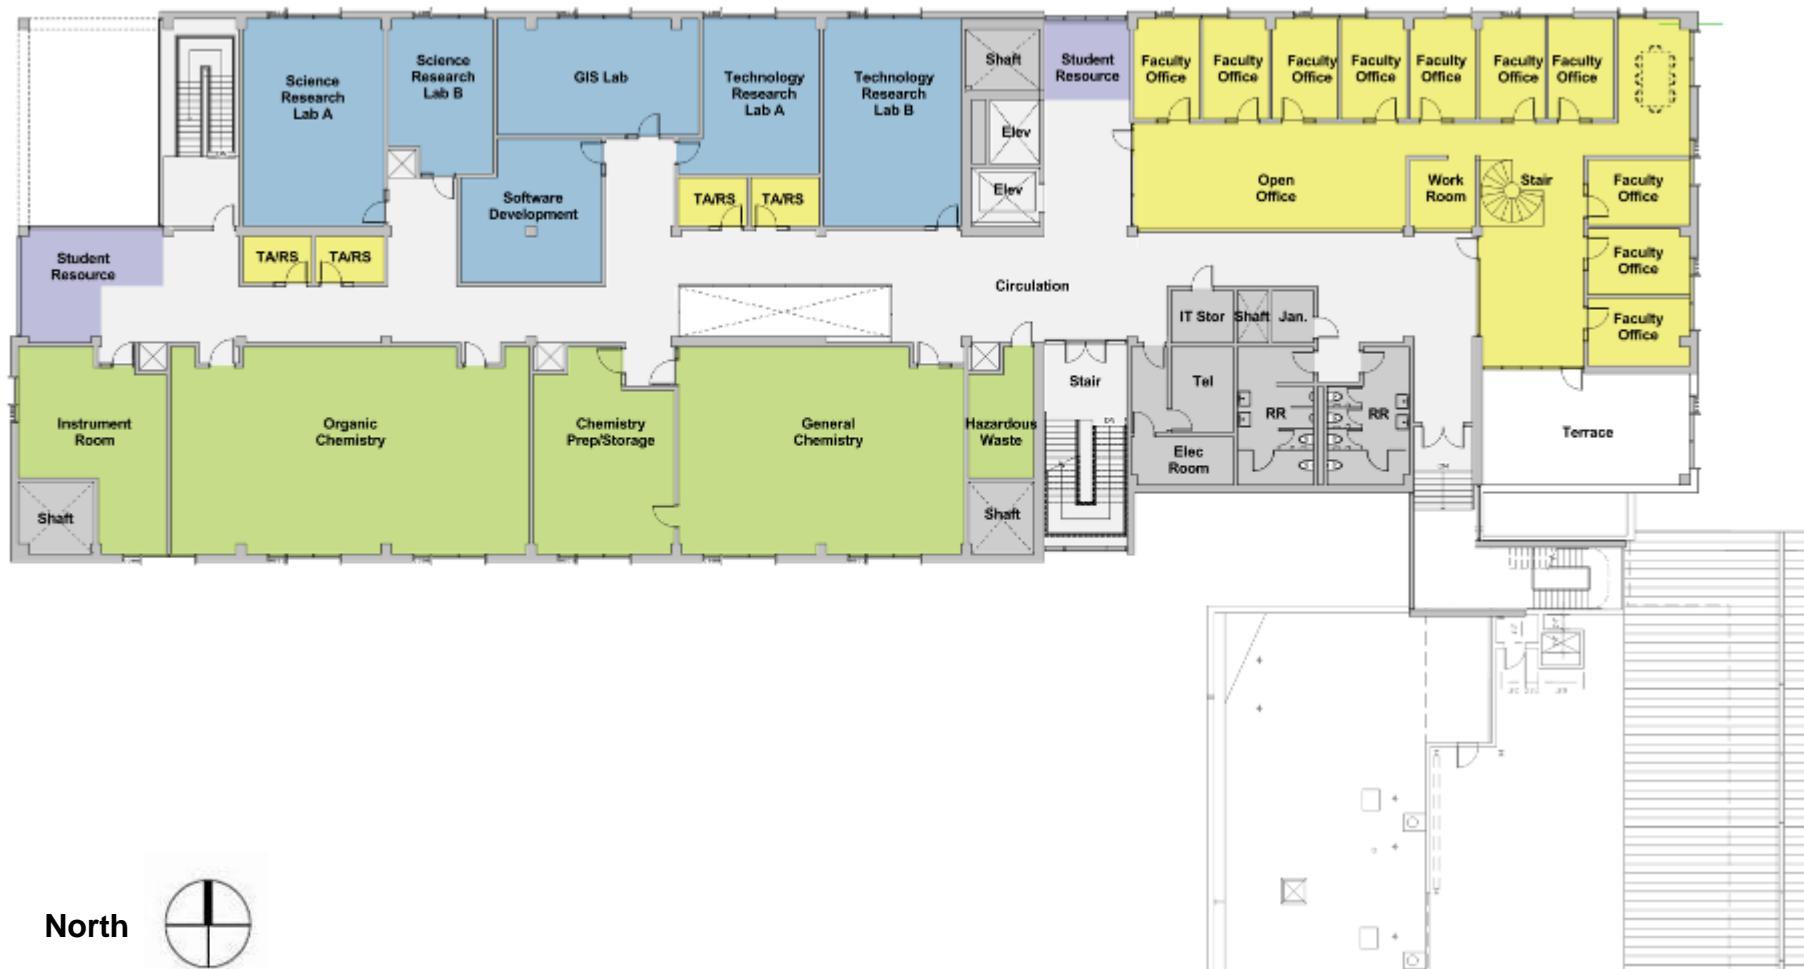 Science
Research
Lab A
Science
Research
Lab B
GIS Lab
Technology
Research
Lab A
Technology
Research
Lab B
Shaft
Student
Resource
Faculty
Office
Faculty
Office
Faculty
Office
Faculty
Office
Faculty
Office
Faculty
Office
Faculty
Office
Elev
Elev
Software
Development
TA/RS
TA/RS
Open
Office
Work
Room
Stair
Faculty
Office
Student
Resource
TA/RS
TA/RS
Circulation
Faculty
Office
IT Stor
Shaft
Jan.
Faculty
Office
Instrument
Room
Organic
Chemistry
Chemistry
Prep/Storage
General
Chemistry
Hazardous
Waste
Stair
Tel
RR
RR
Terrace
Elec
Room
Shaft
Shaft
North